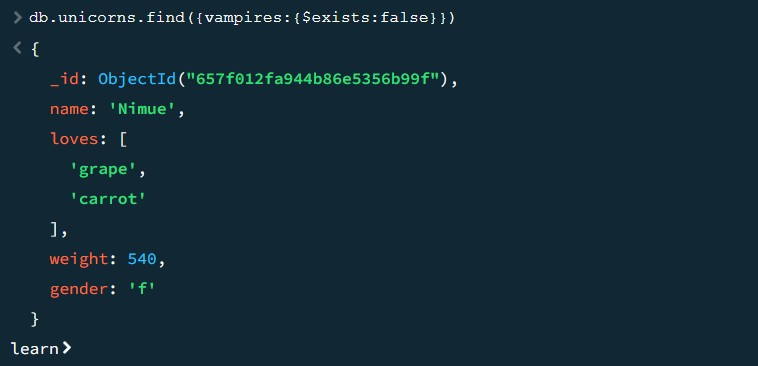 > db.unicorns.find({vampires:{$exists:false}})
< {
_id: ObjectId("657f012fa944b86e5356b99f"),
name: 'Nimue',
loves: [
'grape',
'carrot'
],
weight: 540,
gender: 'f'
}
learn>